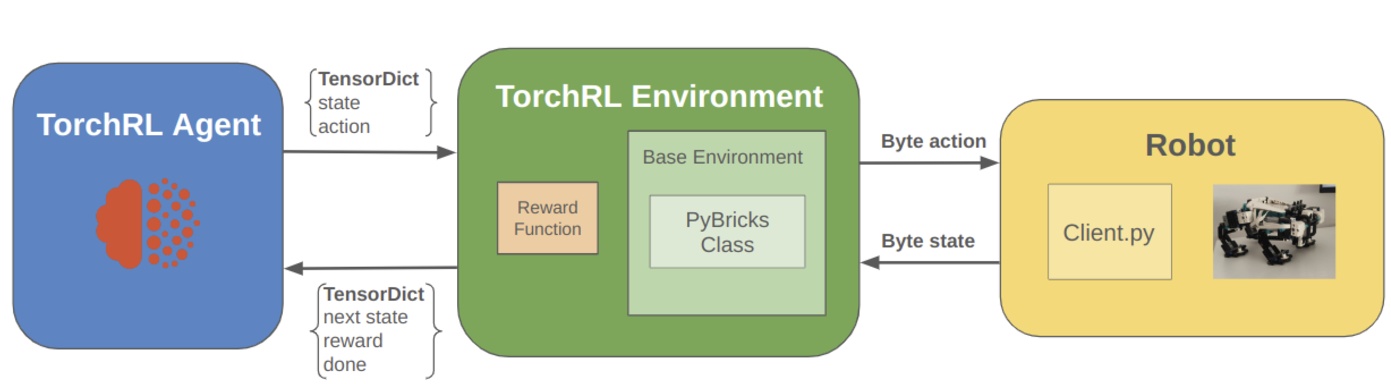 TorchRL Agent
TensorDict
state
action
TensorDict
next state
reward
done
TorchRL Environment
Reward
Function
Base Environment
PyBricks
Class
Byte action
Byte state
Robot
Client.py